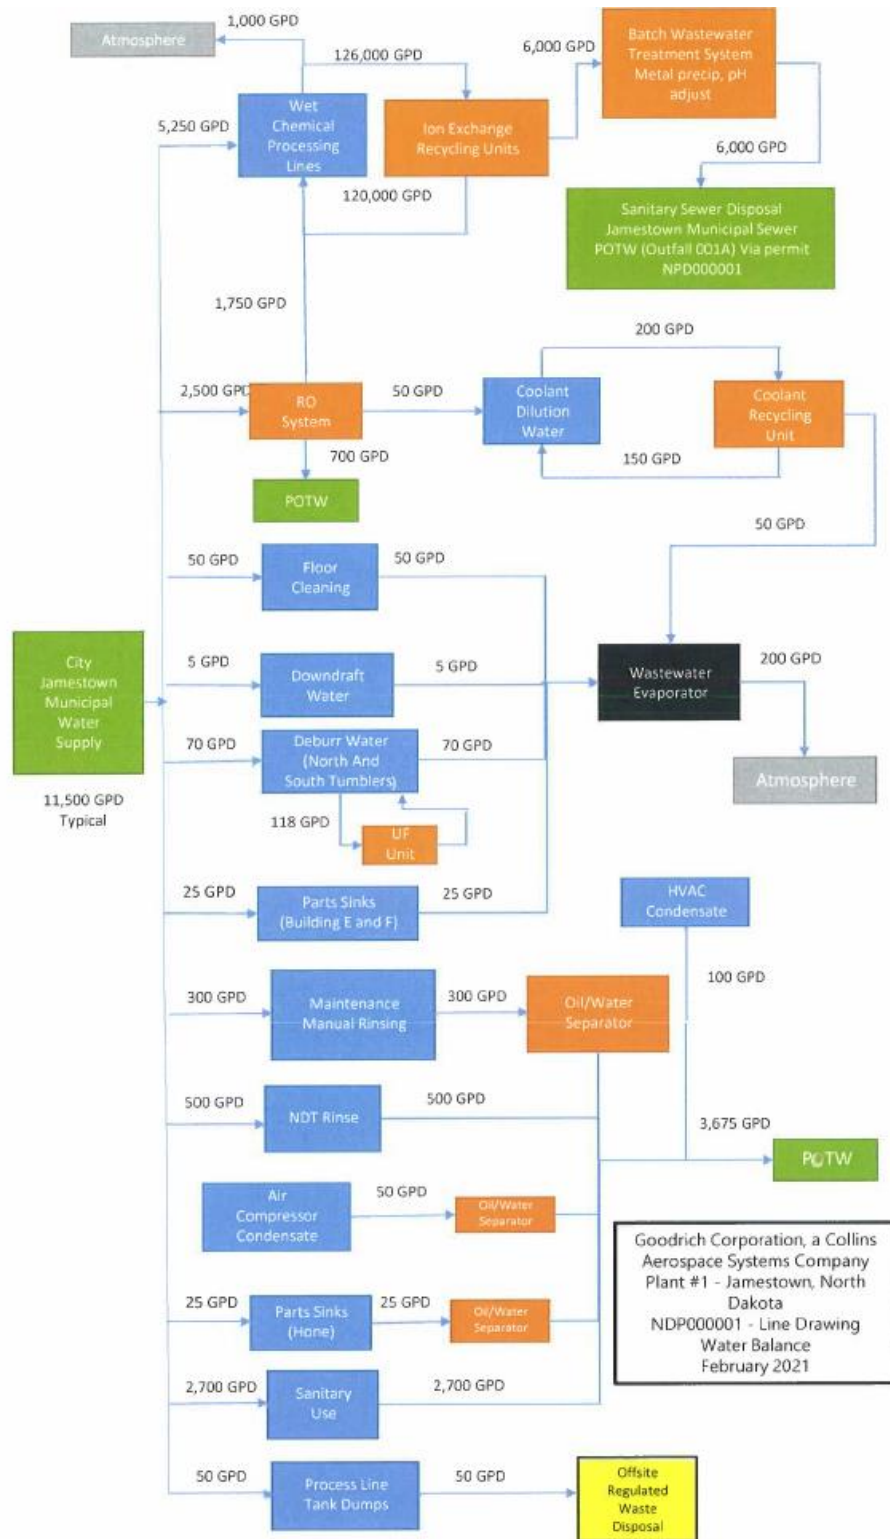 1,000 GPD
Atmosphere
126,000 GPD
6,000 GPD
Batch Wastewater
Treatment System
Metal precip, pH
adjust
5,250 GPD
Wet
Chemical
Processing
Lines
Ion Exchange
Recycling Units
6,000 GPD
120,000 GPD
Sanitary Sewer Disposal
Jamestown Municipal Sewer
POTW (Outfall 001A) Via permit
NPD000001
1,750 GPD
200 GPD
2,500 GPD
RO
System
50 GPD
Coolant
Dilution
Water
Coolant
Recycling
Unit
700 GPD
150 GPD
POTW
50 GPD
50 GPD
Floor
Cleaning
50 GPD
City
Jamestown
Municipal
Water
Supply
11,500 GPD
Typical
5 GPD
Downdraft
Water
5 GPD
Wastewater
Evaporator
200 GPD
70 GPD
Deburr Water
(North And
South Tumblers)
70 GPD
Atmosphere
118 GPD
UF
Unit
25 GPD
Parts Sinks
(Building E and F)
25 GPD
HVAC
Condensate
100 GPD
300 GPD
Maintenance
Manual Rinsing
300 GPD
Oil/Water
Separator
500 GPD
NDT Rinse
500 GPD
3,675 GPD
POTW
Air
Compressor
Condensate
50 GPD
Oil/Water
Separator
25 GPD
Parts Sinks
(Hone)
25 GPD
Oil/Water
Separator
Goodrich Corporation, a Collins
Aerospace Systems Company
Plant #1 - Jamestown, North
Dakota
NDP000001 - Line Drawing
Water Balance
February 2021
2,700 GPD
Sanitary
Use
2,700 GPD
50 GPD
Process Line
Tank Dumps
50 GPD
Offsite
Regulated
Waste
Disposal